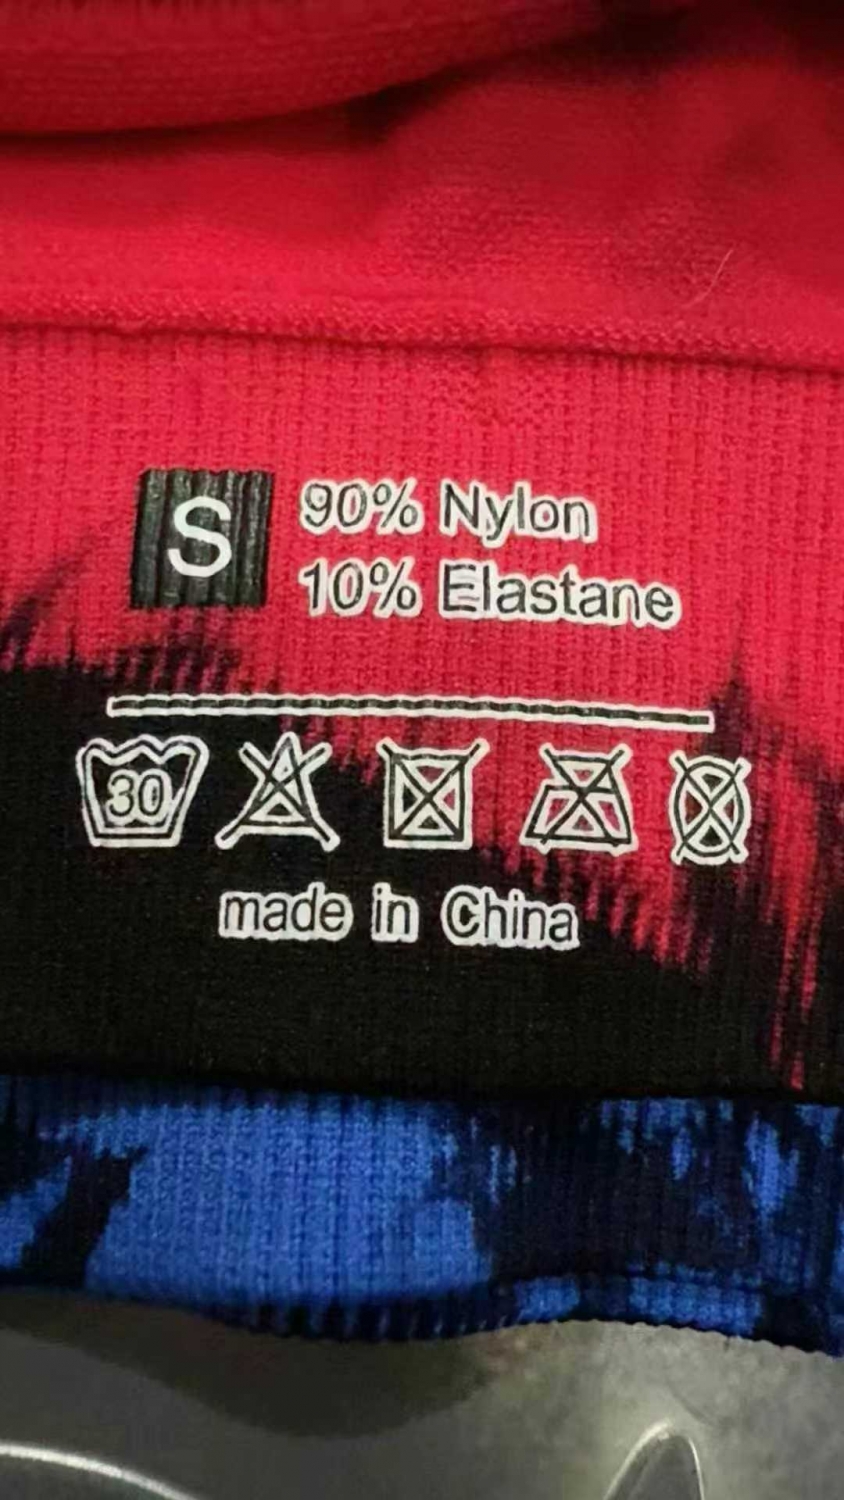 S
90% Nylon
10% Elastane
30
made in China